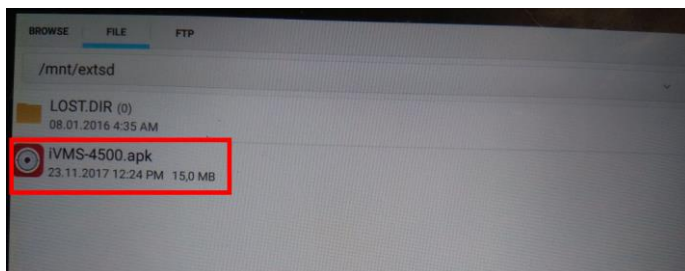 BROWSE FILE FTP
/mnt/extsd
LOST.DIR (0)
08.01.2016 4:35 AM
iVMS-4500.apk
23.11.2017 12:24 PM 15,0 MB